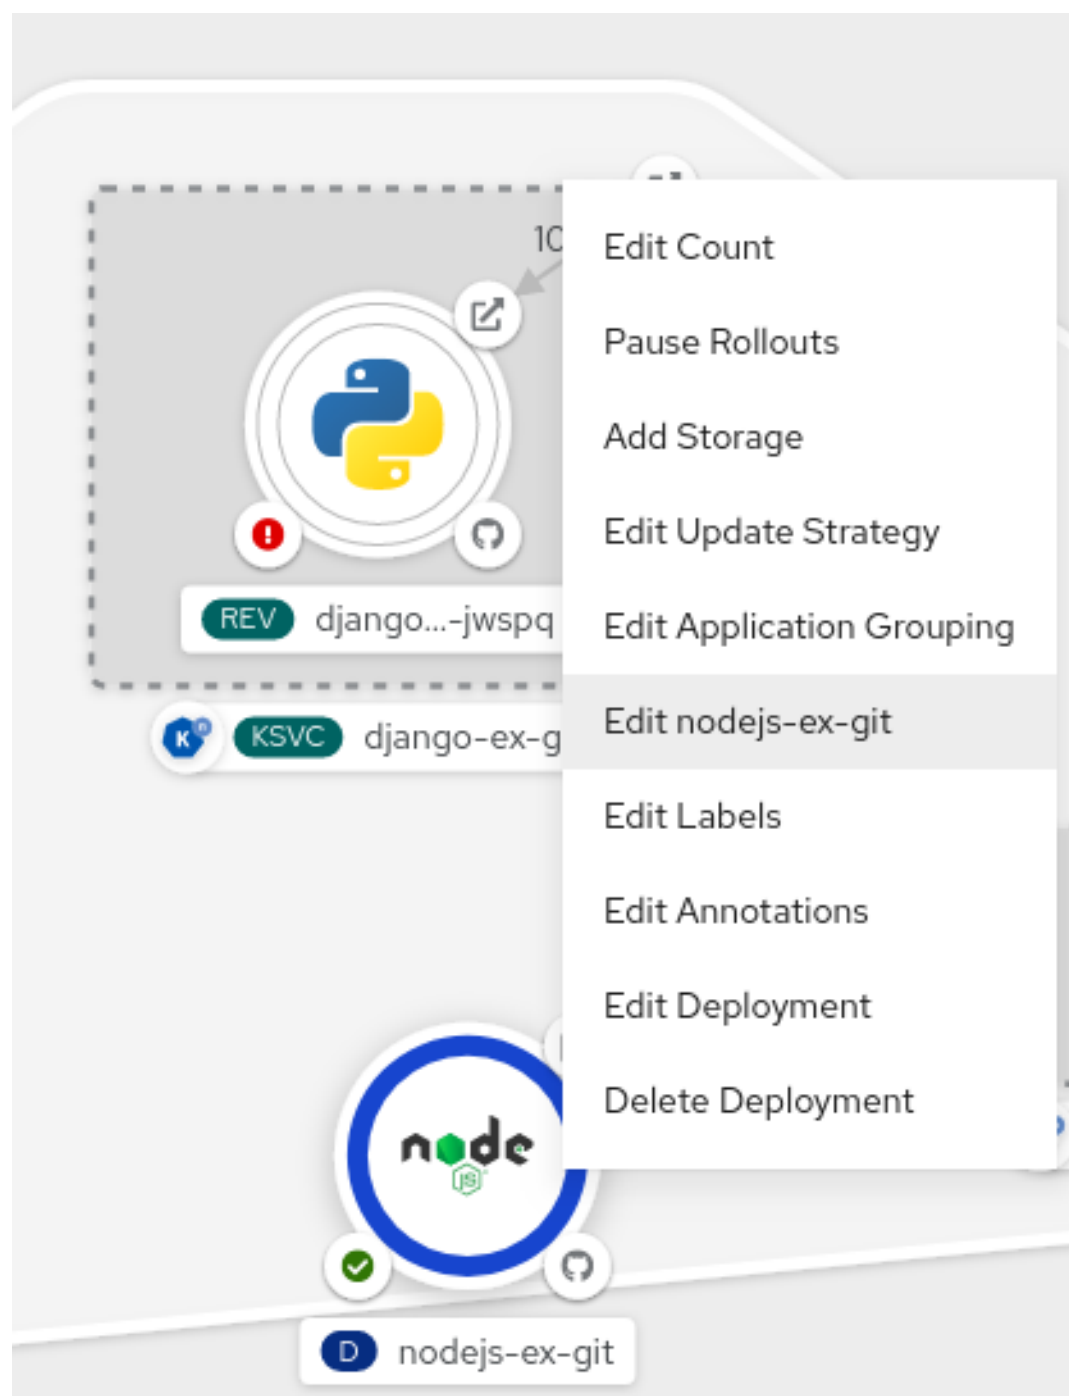 10
Edit Count
Pause Rollouts
Add Storage
Edit Update Strategy
REV django...-jwspq
Edit Application Grouping
Edit nodejs-ex-git
KSVC django-ex-g
Edit Labels
Edit Annotations
Edit Deployment
Delete Deployment
node
JS
D nodejs-ex-git